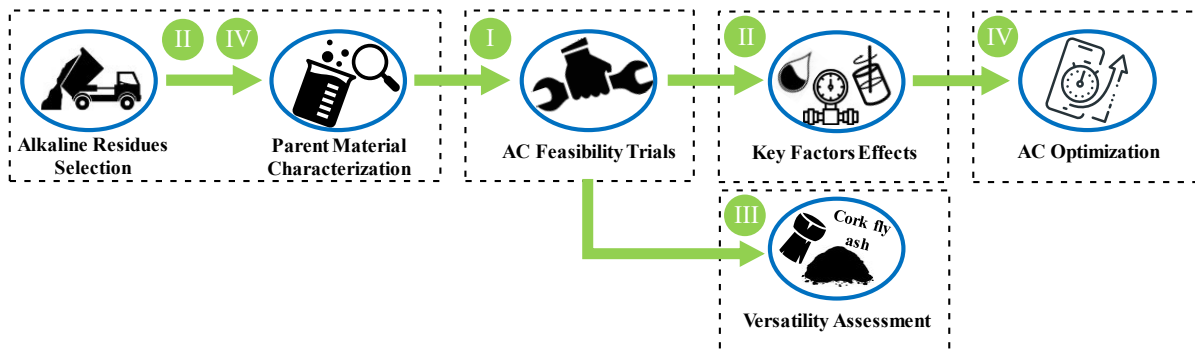 II
IV
I
II
IV
Alkaline Residues
Selection
Parent Material
Characterization
AC Feasibility Trials
Key Factors Effects
AC Optimization
III
Cork fly
ash
Versatility Assessment